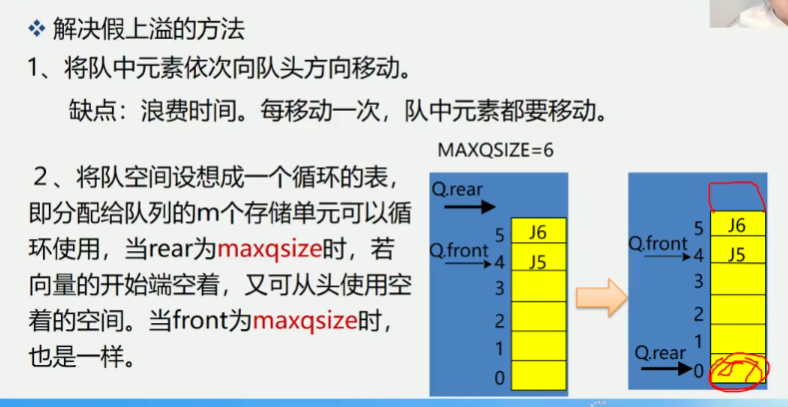 ❖ 解决假上溢的方法
1、将队中元素依次向队头方向移动。
缺点：浪费时间。每移动一次，队中元素都要移动。
MAXQSIZE=6
2、将队空间设想成一个循环的表，
即分配给队列的m个存储单元可以循
环使用，当rear为maxqsize时，若
向量的开始端空着，又可从头使用空
着的空间。当front为maxqsize时，
也是一样。
Q.rear
5 J6
Q.front
4 J5
3
2
1
0
5 J6
Q.front
4 J5
3
2
1
Q.rear
0